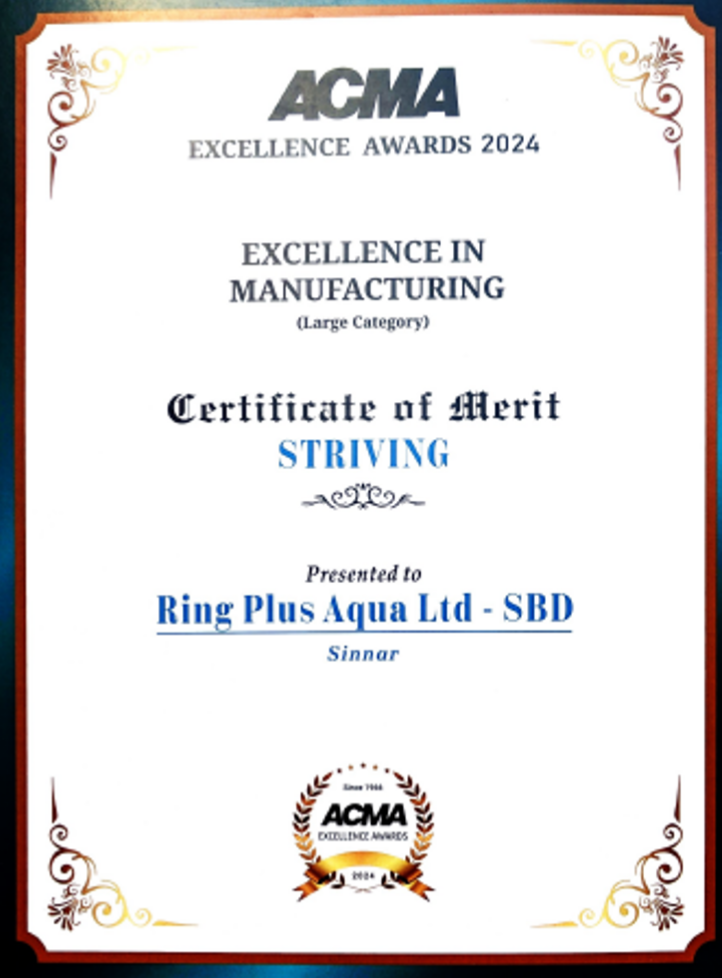 ACMA
EXCELLENCE AWARDS 2024
EXCELLENCE IN
MANUFACTURING
(Large Category)
Certificate of Merit
STRIVING
Presented to
Ring Plus Aqua Ltd - SBD
Sinnar
Since 1966
ACMA
EXCELLENCE AWARDS
2024